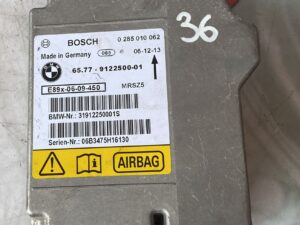 36
BOSCH 0 285 010 062
Made in Germany 06-12-13
65.77 - 9122500-01
E89x-06-09-450 MRSZ5
BMW-Nr.: 31912250001S
Serien-Nr.: 06B3475H16130
AIRBAG